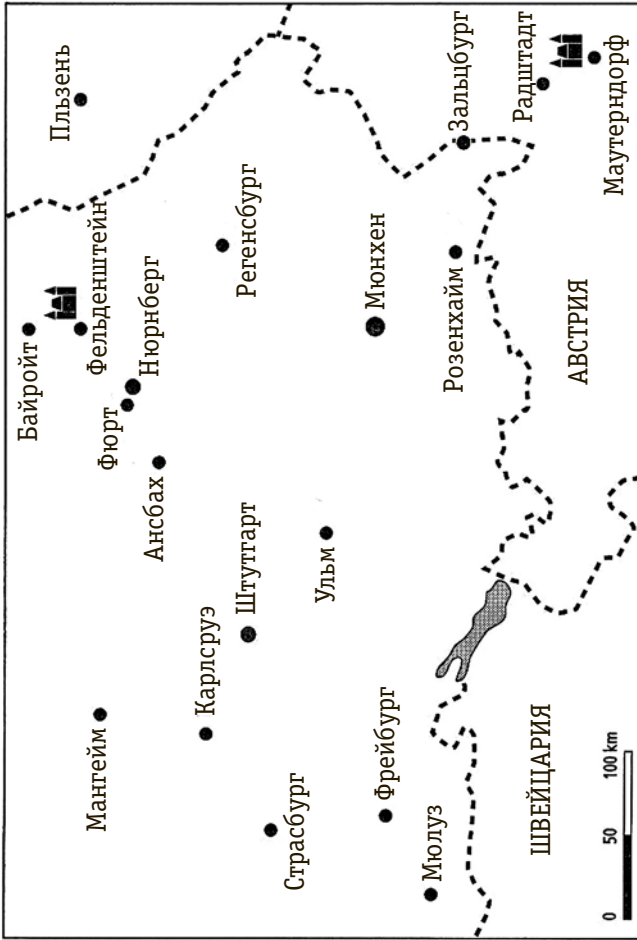 Пльзень
Байройт
Фельденштейн
Фюрт
Нюрнберг
Ансбах
Регенсбург
Мангейм
Карлсруэ
Штутгарт
Страсбург
Ульм
Мюнхен
Фрейбург
Мюлуз
Розенхайм
Зальцбург
Радштадт
Маутерндорф
АВСТРИЯ
ШВЕЙЦАРИЯ
0 50 100 km